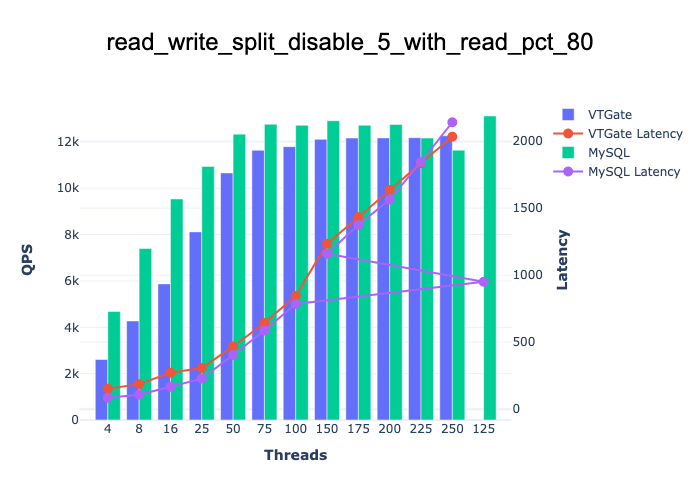 read_write_split_disable_5_with_read_pct_80
VTGate
VTGate Latency
MySQL
MySQL Latency
12k
10k
8k
6k
4k
2k
0
QPS
2000
1500
1000
500
0
Latency
4 8 16 25 50 75 100 150 175 200 225 250 125
Threads